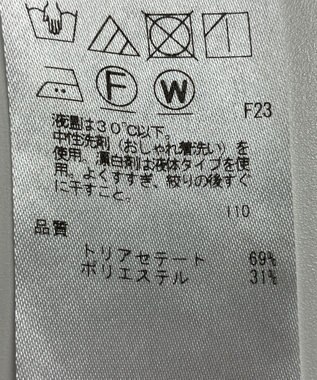 F W
F23
液温は30℃以下。
中性洗剤(おしゃれ着洗い)を
使用。漂白剤は液体タイプを使
用。よくすすぎ、絞りの後すぐ
に干すこと。
110
品質
トリアセテート 69%
ポリエステル 31%